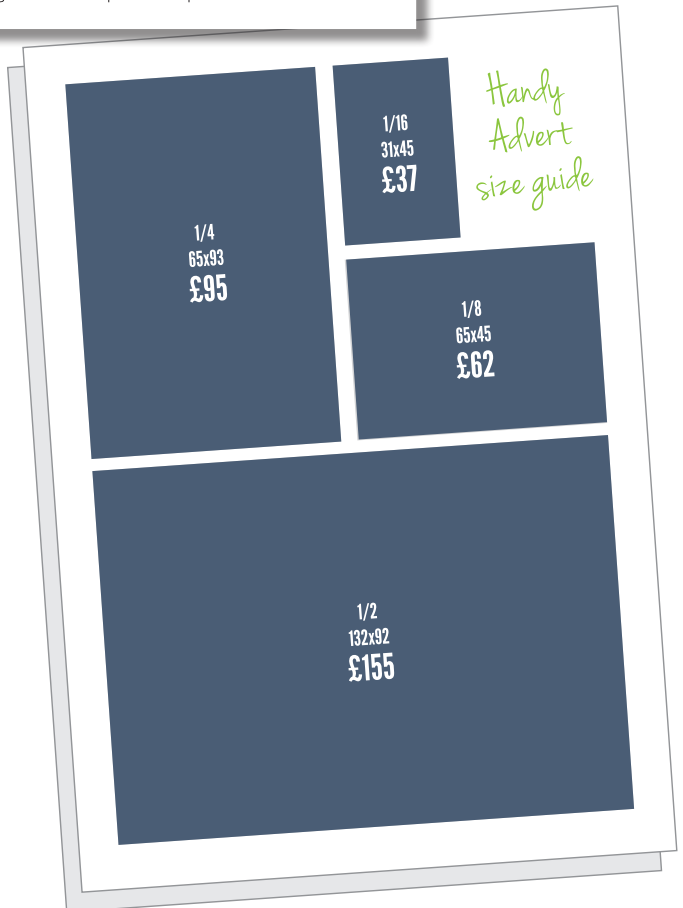 1/4
65x93
£95
1/16
31x45
£37
Handy
Advert
size guide
1/8
65x45
£62
1/2
132x92
£155